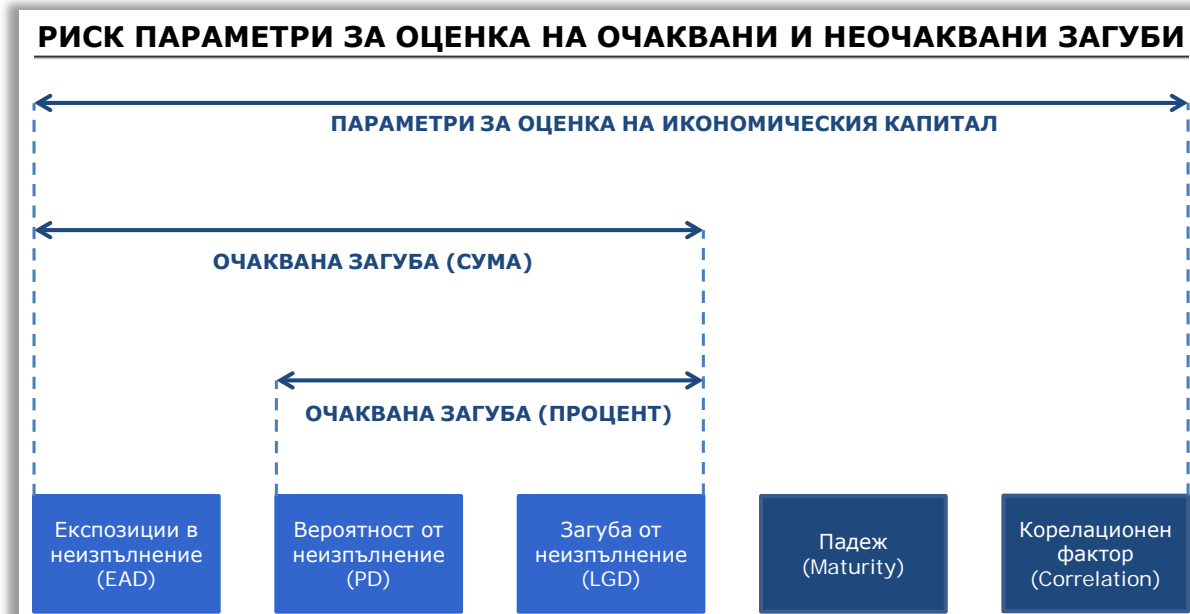 РИСК ПАРАМЕТРИ ЗА ОЦЕНКА НА ОЧАКВАНИ И НЕОЧАКВАНИ ЗАГУБИ
ПАРАМЕТРИ ЗА ОЦЕНКА НА ИКОНОМИЧЕСКИЯ КАПИТАЛ
ОЧАКВАНА ЗАГУБА (СУМА)
ОЧАКВАНА ЗАГУБА (ПРОЦЕНТ)
Експозиции в
неизпълнение
(EAD)
Вероятност от
неизпълнение
(PD)
Загуба от
неизпълнение
(LGD)
Падеж
(Maturity)
Корелационен
фактор
(Correlation)